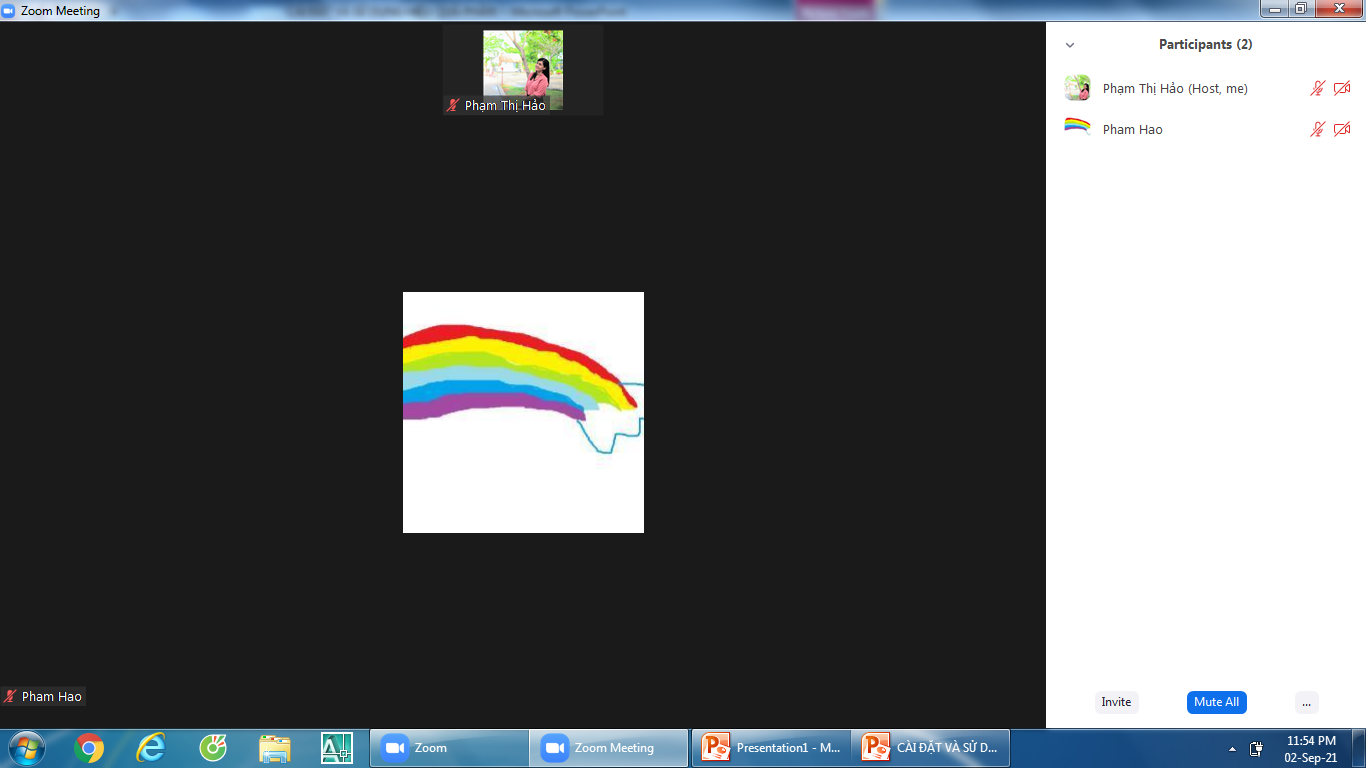 Zoom Meeting
Phạm Thị Hảo
Participants (2)
Phạm Thị Hảo (Host, me)
Pham Hao
Pham Hao
Invite
Mute All
...
Zoom
Zoom Meeting
Presentation1 - M...
CÀI ĐẶT VÀ SỬ D...
11:54 PM
02-Sep-21